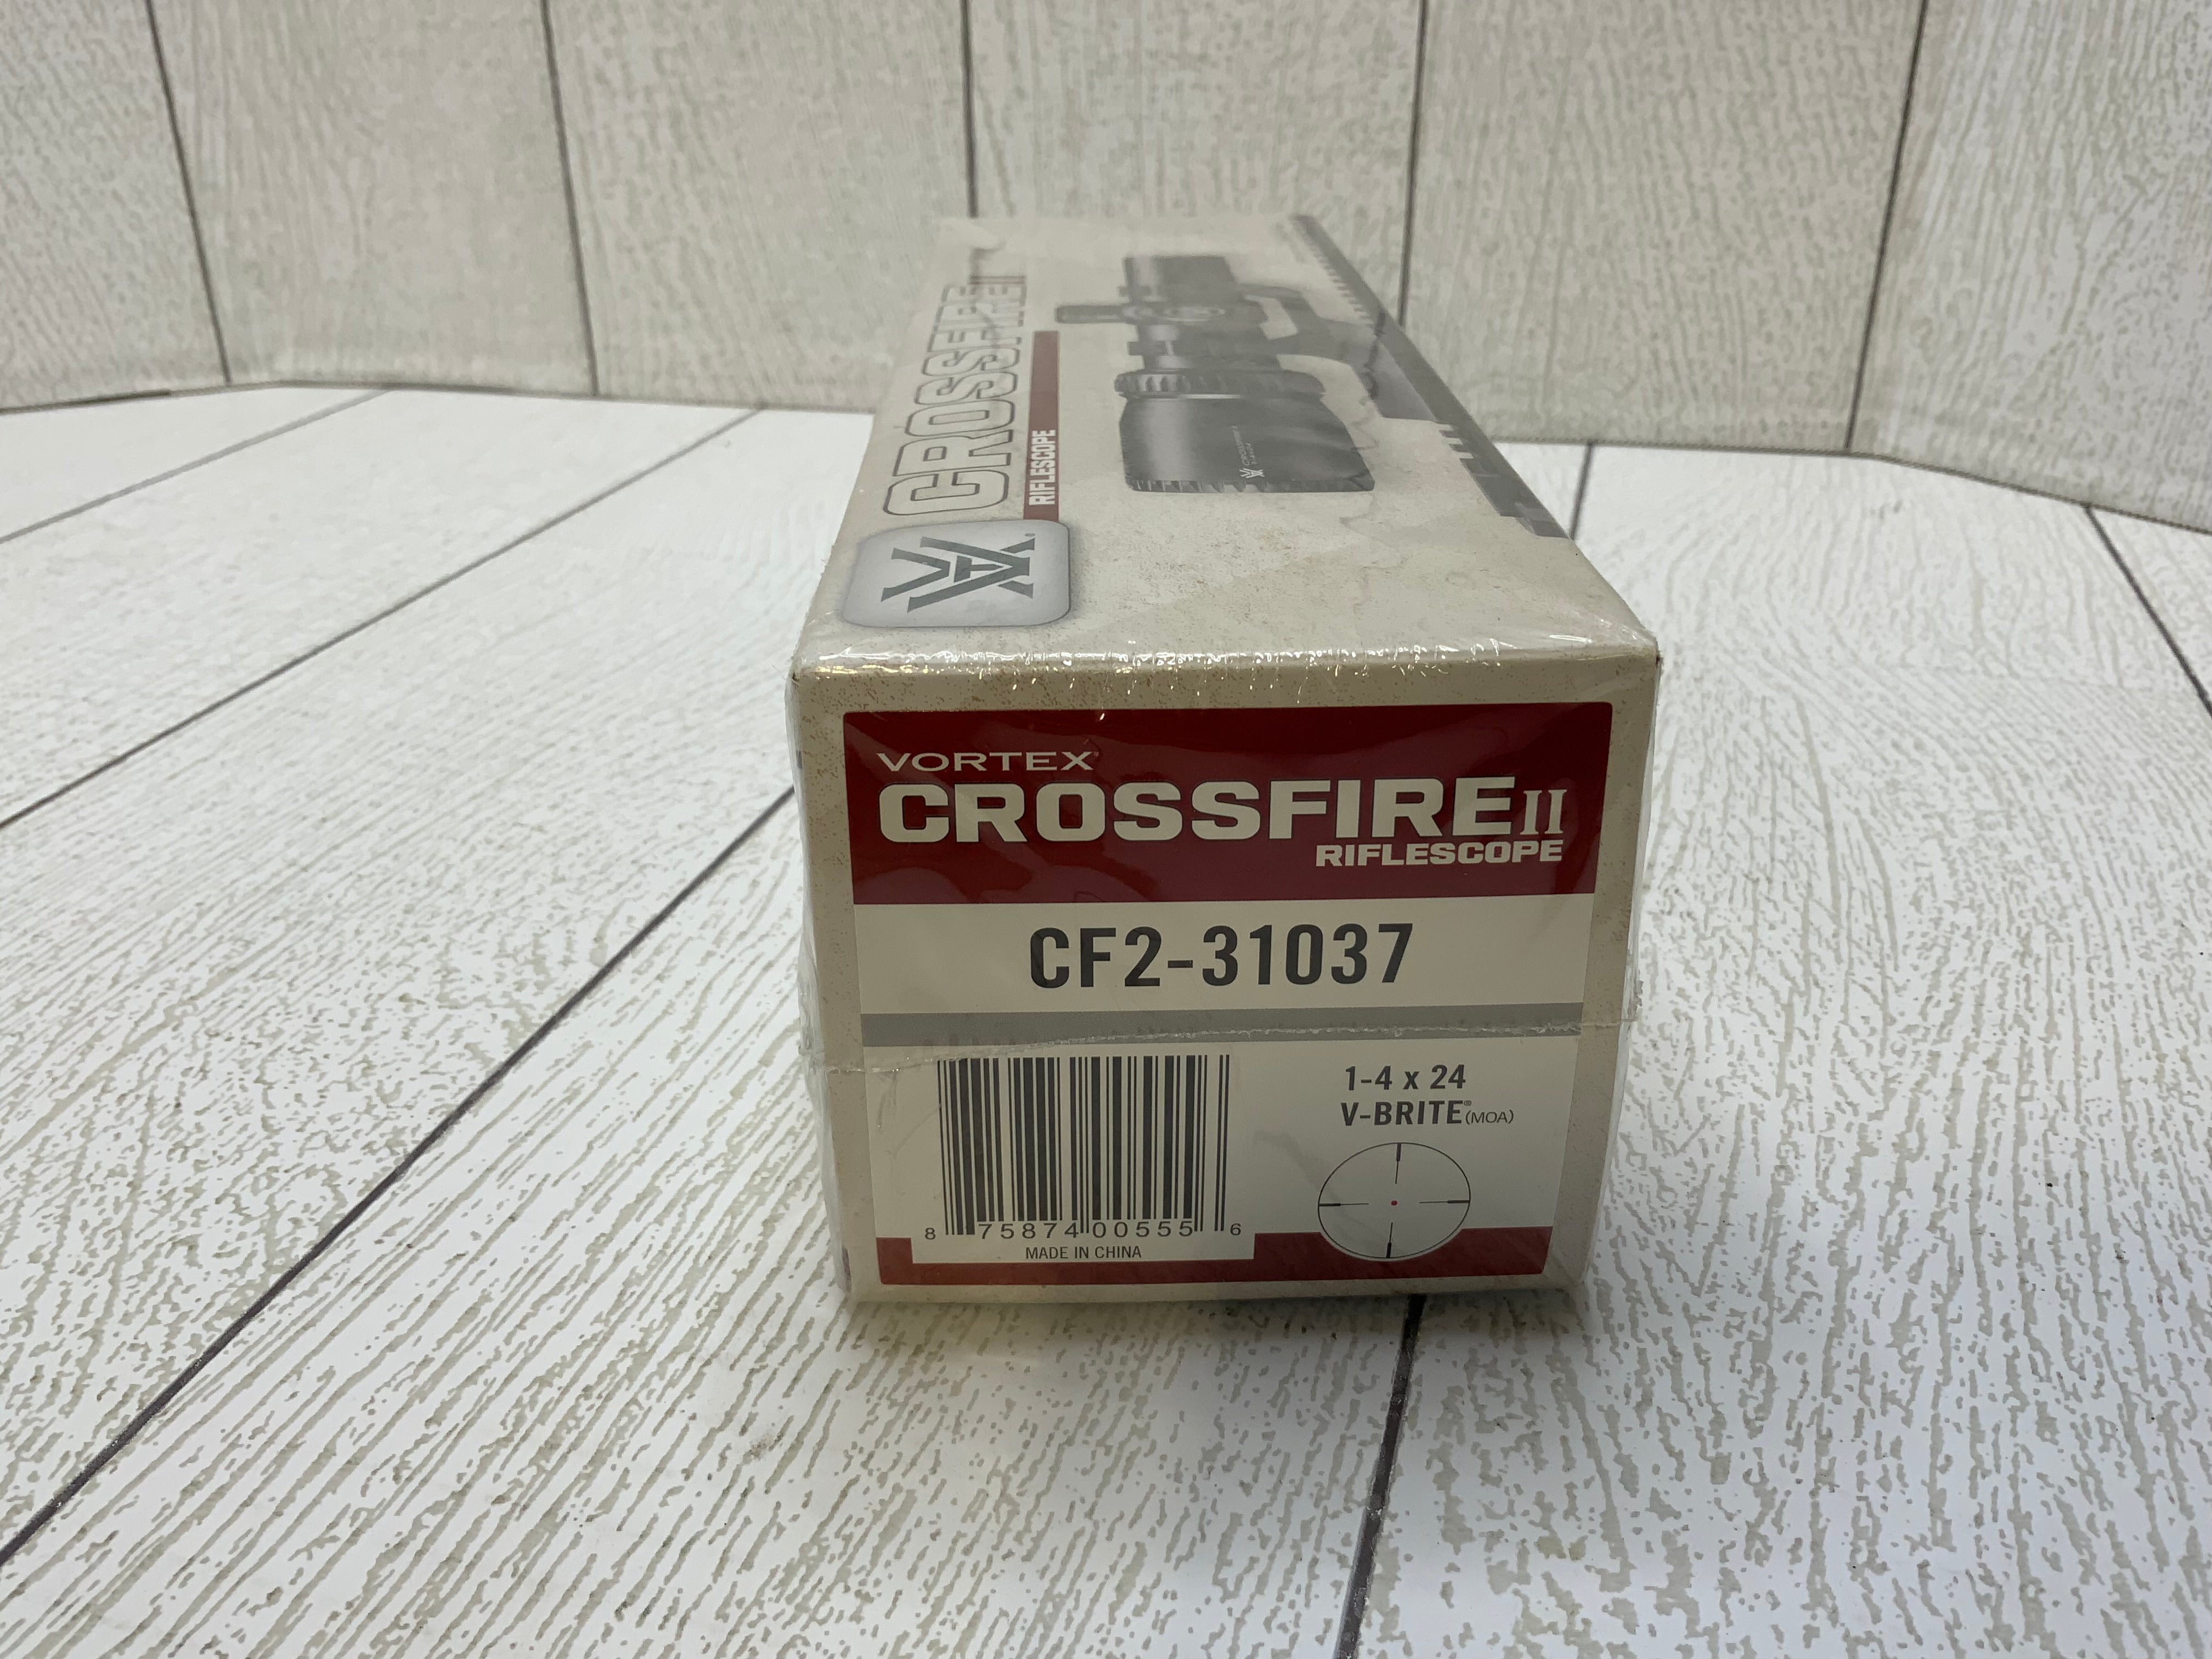 CROSSFIRE II
RIFLESCOPE
VORTEX
CROSSFIRE II
RIFLESCOPE
CF2-31037
1-4 x 24
V-BRITE® (MOA)
8 75874 00555 6
MADE IN CHINA